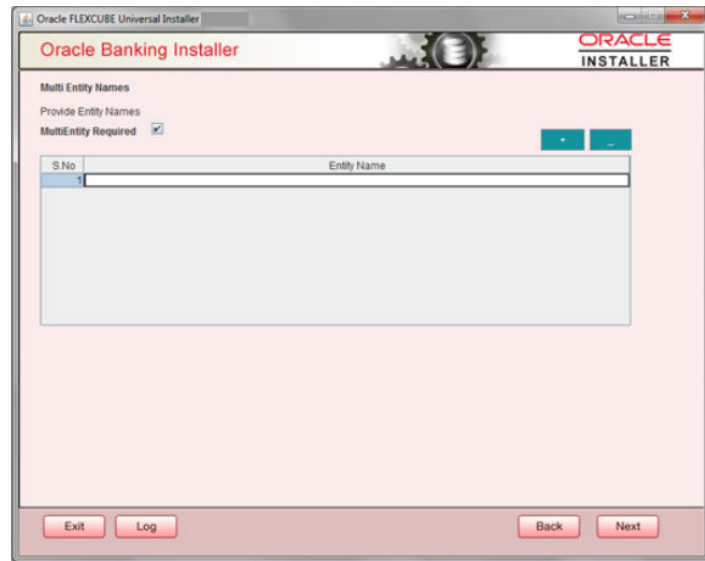 Oracle FLEXCUBE Universal Installer
Oracle Banking Installer
ORACLE
INSTALLER
Multi Entity Names
Provide Entity Names
MultiEntity Required
+ _
S.No Entity Name
1
Exit Log Back Next